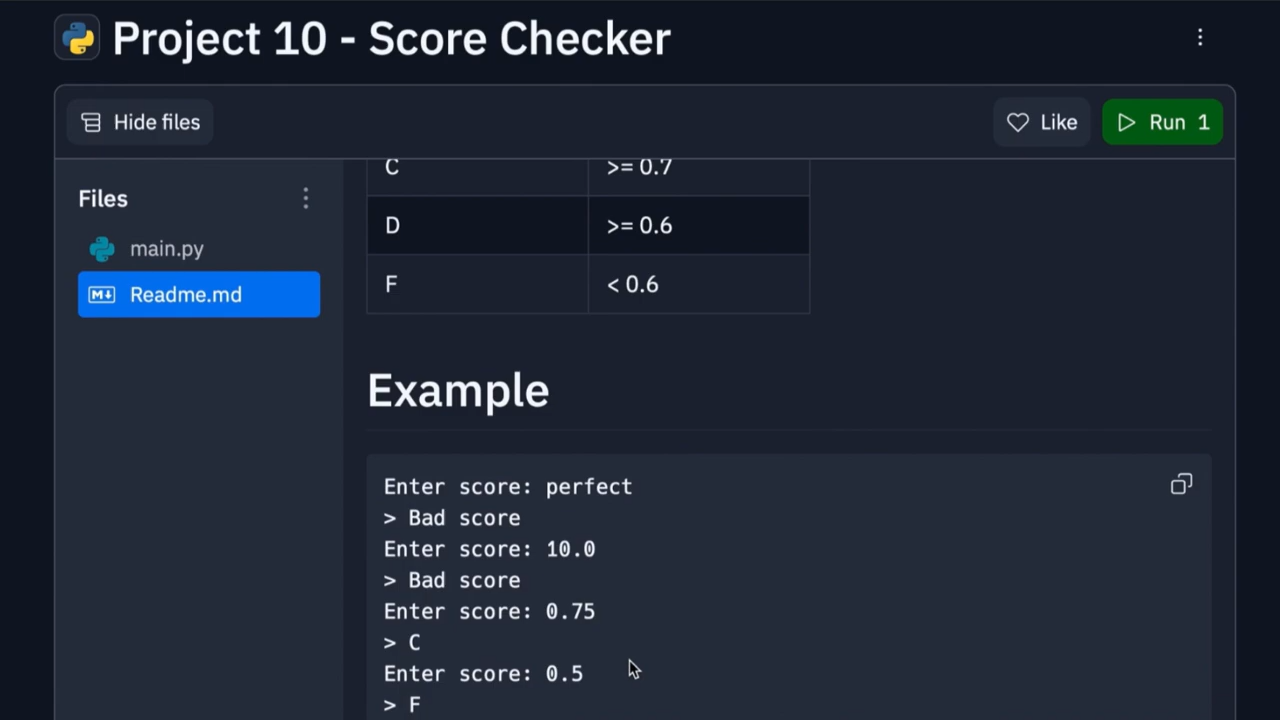 Project 10 - Score Checker
Hide files
Like
Run 1
Files
main.py
Readme.md
C >= 0.7
D >= 0.6
F < 0.6
Example
Enter score: perfect
> Bad score
Enter score: 10.0
> Bad score
Enter score: 0.75
> C
Enter score: 0.5
> F